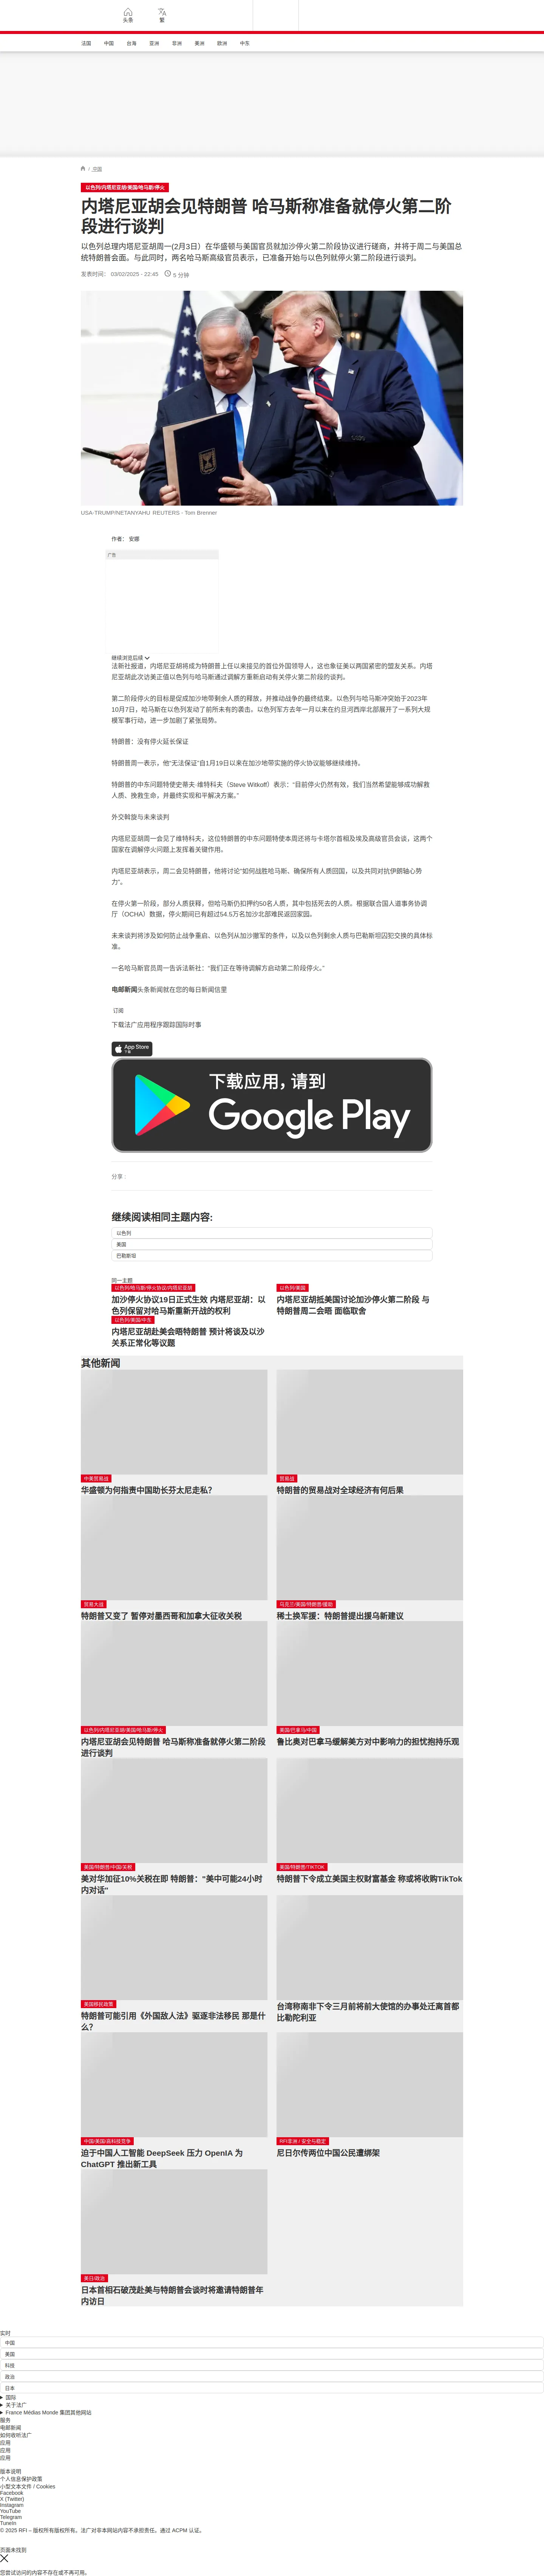 头条
繁
法国
中国
台海
亚洲
非洲
美洲
欧洲
中东
/
以色列/内塔尼亚胡/美国/哈马斯/停火
内塔尼亚胡会见特朗普 哈马斯称准备就停火第二阶
段进行谈判
以色列总理内塔尼亚胡周一(2月3日）在华盛顿与美国官员就加沙停火第二阶段协议进行磋商，并将于周二与美国总
统特朗普会面。与此同时，两名哈马斯高级官员表示，已准备开始与以色列就停火第二阶段进行谈判。
发表时间： 03/02/2025 - 22:45
5 分钟
USA-TRUMP/NETANYAHU REUTERS - Tom Brenner
作者： 安娜
广告
继续浏览后续
法新社报道，内塔尼亚胡将成为特朗普上任以来接见的首位外国领导人，这也象征美以两国紧密的盟友关系。内塔
尼亚胡此次访美正值以色列与哈马斯通过调解方重新启动有关停火第二阶段的谈判。
第二阶段停火的目标是促成加沙地带剩余人质的释放，并推动战争的最终结束。以色列与哈马斯冲突始于2023年
10月7日，哈马斯在以色列发动了前所未有的袭击。以色列军方去年一月以来在约旦河西岸北部展开了一系列大规
模军事行动，进一步加剧了紧张局势。
特朗普：没有停火延长保证
特朗普周一表示，他“无法保证”自1月19日以来在加沙地带实施的停火协议能够继续维持。
特朗普的中东问题特使史蒂夫·维特科夫（Steve Witkoff）表示：“目前停火仍然有效，我们当然希望能够成功解救
人质、挽救生命，并最终实现和平解决方案。”
外交斡旋与未来谈判
内塔尼亚胡周一会见了维特科夫，这位特朗普的中东问题特使本周还将与卡塔尔首相及埃及高级官员会谈，这两个
国家在调解停火问题上发挥着关键作用。
内塔尼亚胡表示，周二会见特朗普，他将讨论“如何战胜哈马斯、确保所有人质回国，以及共同对抗伊朗轴心势
力”。
在停火第一阶段，部分人质获释，但哈马斯仍扣押约50名人质，其中包括死去的人质。根据联合国人道事务协调
厅（OCHA）数据，停火期间已有超过54.5万名加沙北部难民返回家园。
未来谈判将涉及如何防止战争重启、以色列从加沙撤军的条件，以及以色列剩余人质与巴勒斯坦囚犯交换的具体标
准。
一名哈马斯官员周一告诉法新社：“我们正在等待调解方启动第二阶段停火。”
电邮新闻头条新闻就在您的每日新闻信里
订阅
下载法广应用程序跟踪国际时事
App Store
下载
下载应用，请到
Google Play
分享 :
继续阅读相同主题内容:
以色列
美国
巴勒斯坦
同一主题
以色列/哈马斯/停火协议/内塔尼亚胡
加沙停火协议19日正式生效 内塔尼亚胡：以
色列保留对哈马斯重新开战的权利
以色列/美国
内塔尼亚胡抵美国讨论加沙停火第二阶段 与
特朗普周二会晤 面临取舍
以色列/美国/中东
内塔尼亚胡赴美会晤特朗普 预计将谈及以沙
关系正常化等议题
其他新闻
中美贸易战
华盛顿为何指责中国助长芬太尼走私？
贸易战
特朗普的贸易战对全球经济有何后果
贸易大战
特朗普又变了 暂停对墨西哥和加拿大征收关税
乌克兰/美国/特朗普/援助
稀土换军援：特朗普提出援乌新建议
以色列/内塔尼亚胡/美国/哈马斯/停火
内塔尼亚胡会见特朗普 哈马斯称准备就停火第二阶段
进行谈判
美国/巴拿马/中国
鲁比奥对巴拿马缓解美方对中影响力的担忧抱持乐观
美国/特朗普/中国/关税
美对华加征10%关税在即 特朗普："美中可能24小时
内对话"
美国/特朗普/TIKTOK
特朗普下令成立美国主权财富基金 称或将收购TikTok
美国移民政策
特朗普可能引用《外国敌人法》驱逐非法移民 那是什
么？
台湾称南非下令三月前将前大使馆的办事处迁离首都
比勒陀利亚
中国/美国/高科技竞争
迫于中国人工智能 DeepSeek 压力 OpenIA 为
ChatGPT 推出新工具
RFI非洲 / 安全与稳定
尼日尔传两位中国公民遭绑架
美日/政治
日本首相石破茂赴美与特朗普会谈时将邀请特朗普年
内访日
实时
中国
美国
科技
政治
日本
国际
关于法广
France Médias Monde 集团其他网站
服务
电邮新闻
如何收听法广
应用
应用
应用
版本说明
个人信息保护政策
小型文本文件 / Cookies
Facebook
X (Twitter)
Instagram
YouTube
Telegram
TuneIn
© 2025 RFI – 版权所有版权所有。法广对非本网站内容不承担责任。通过 ACPM 认证。
页面未找到
您尝试访问的内容不存在或不再可用。